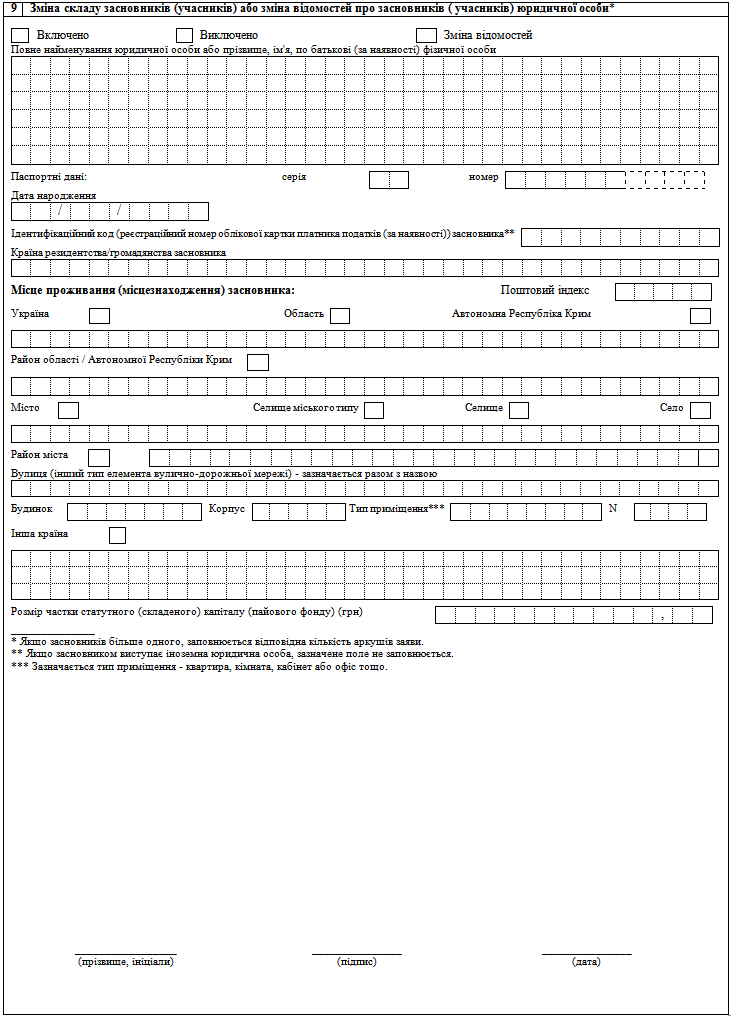 9 Зміна складу засновників (учасників) або зміна відомостей про засновників ( учасників) юридичної особи*
Включено Виключено Зміна відомостей
Повне найменування юридичної особи або прізвище, ім'я, по батькові (за наявності) фізичної особи
Паспортні дані: серія номер
Дата народження
/ /
Ідентифікаційний код (реєстраційний номер облікової картки платника податків (за наявності)) засновника**
Країна резидентства/громадянства засновника
Місце проживання (місцезнаходження) засновника: Поштовий індекс
Україна Область Автономна Республіка Крим
Район області / Автономної Республіки Крим
Місто Селище міського типу Селище Село
Район міста
Вулиця (інший тип елемента вулично-дорожньої мережі) - зазначається разом з назвою
Будинок Корпус Тип приміщення*** N
Інша країна
Розмір частки статутного (складеного) капіталу (пайового фонду) (грн) ,
* Якщо засновників більше одного, заповнюється відповідна кількість аркушів заяви.
** Якщо засновником виступає іноземна юридична особа, зазначене поле не заповнюється.
*** Зазначається тип приміщення - квартира, кімната, кабінет або офіс тощо.
(прізвище, ініціали) (підпис) (дата)